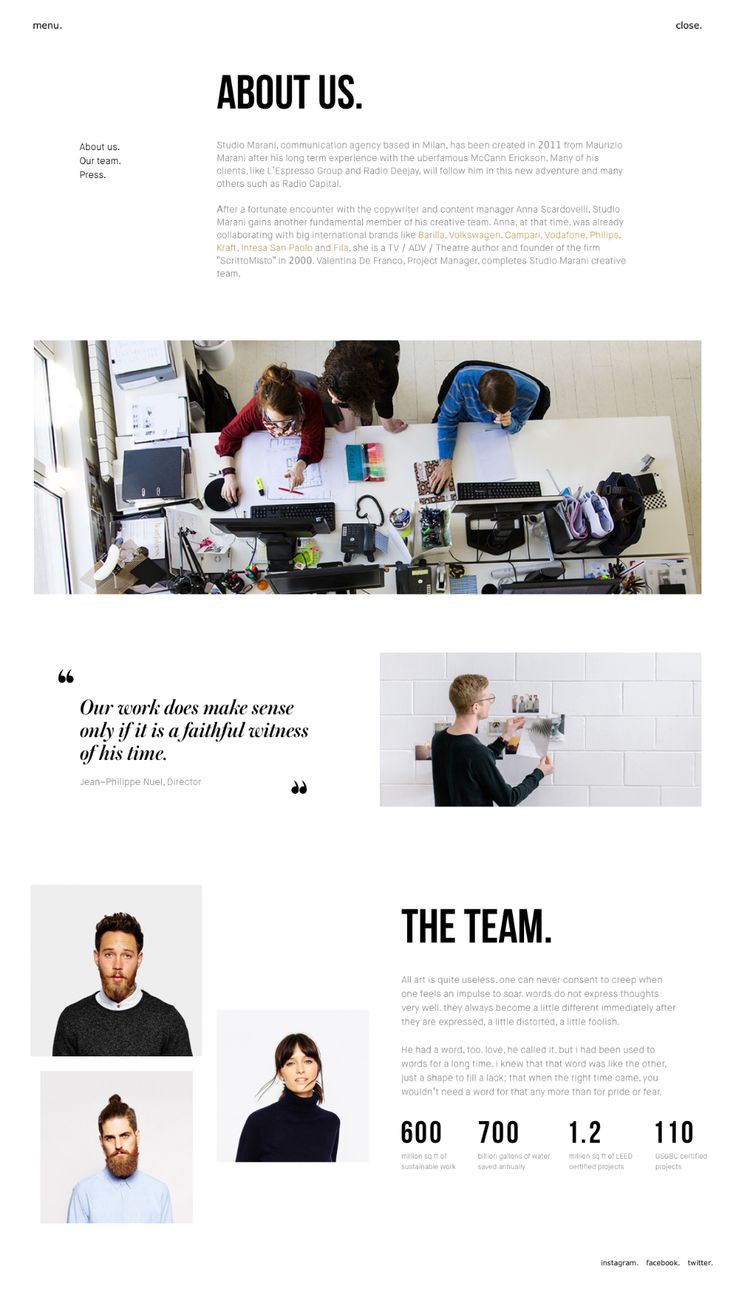 menu.
close.
ABOUT US.
About us.
Our team.
Press.
Studio Marani, communication agency based in Milan, has been created in 2011 from Maurizio
Marani after his long term experience with the uberfamous McCann Erickson. Many of his
clients, like L'Espresso Group and Radio Deejay, will follow him in this new adventure and many
others such as Radio Capital.
After a fortunate encounter with the copywriter and content manager Anna Scardovelli, Studio
Marani gains another fundamental member of his creative team. Anna, at that time, was already
collaborating with big international brands like Barilla, Volkswagen, Campari, Vodafone, Philips,
Kraft, Intesa San Paolo and Fila, she is a TV / ADV / Theatre author and founder of the firm
"ScrittoMisto" in 2000. Valentina De Franco, Project Manager, completes Studio Marani creative
team.
“
Our work does make sense
only if it is a faithful witness
of his time.
Jean-Philippe Nuel, Director
”
THE TEAM.
All art is quite useless. one can never consent to creep when
one feels an impulse to soar. words do not express thoughts
very well. they always become a little different immediately after
they are expressed, a little distorted, a little foolish.
He had a word, too. love, he called it. but i had been used to
words for a long time. i knew that that word was like the other,
just a shape to fill a lack; that when the right time came, you
wouldn't need a word for that any more than for pride or fear.
600 700 1.2 110
million sq ft of billion gallons of water million sq ft of LEED USGBC certified
sustainable work saved annually certified projects projects
instagram. facebook. twitter.